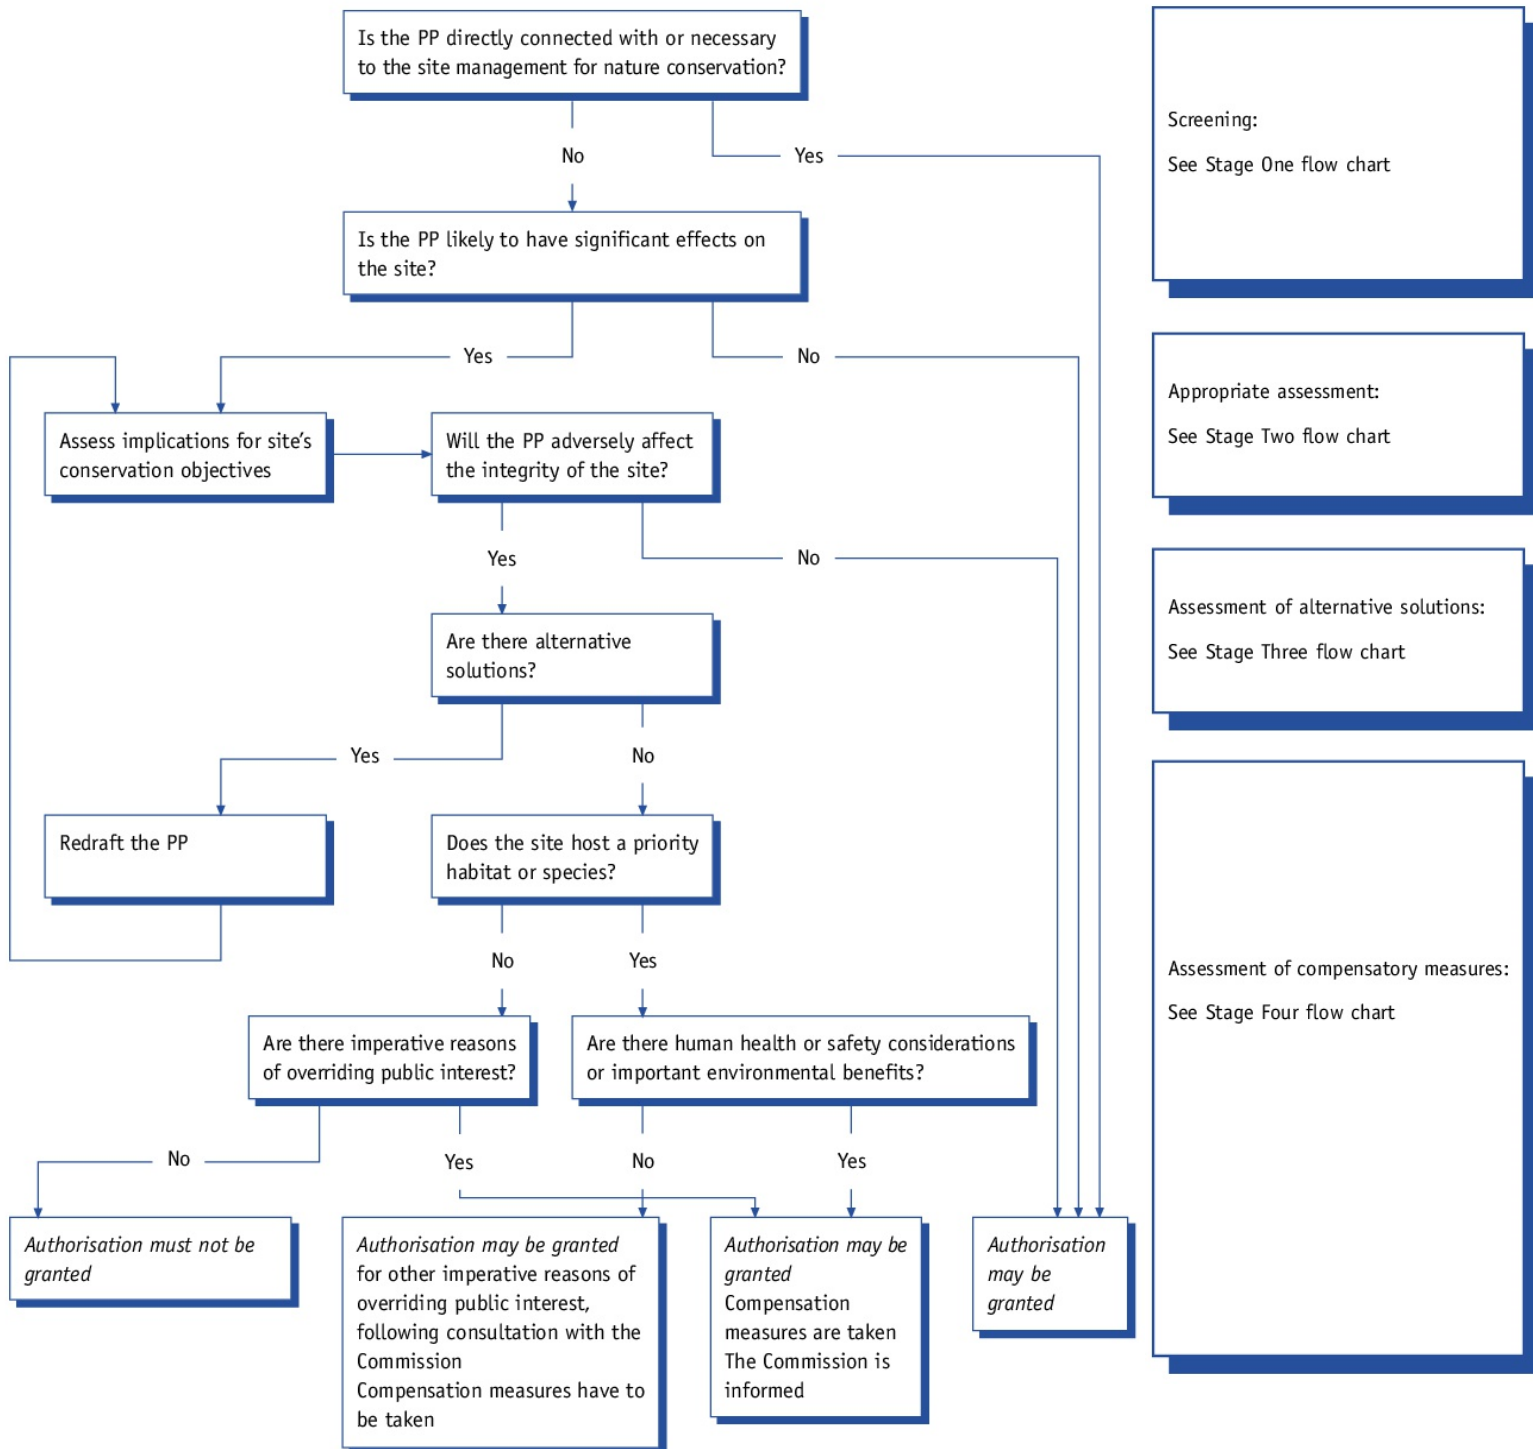 Is the PP directly connected with or necessary
to the site management for nature conservation?
No
Yes
Is the PP likely to have significant effects on
the site?
Yes
No
Assess implications for site's
conservation objectives
Will the PP adversely affect
the integrity of the site?
Yes
No
Are there alternative
solutions?
Yes
No
Redraft the PP
Does the site host a priority
habitat or species?
No
Yes
Are there imperative reasons
of overriding public interest?
Are there human health or safety considerations
or important environmental benefits?
No
Yes
No
Yes
Authorisation must not be
granted
Authorisation may be granted
for other imperative reasons of
overriding public interest,
following consultation with the
Commission
Compensation measures have to
be taken
Authorisation may be
granted
Compensation
measures are taken
The Commission is
informed
Authorisation
may be
granted
Screening:
See Stage One flow chart
Appropriate assessment:
See Stage Two flow chart
Assessment of alternative solutions:
See Stage Three flow chart
Assessment of compensatory measures:
See Stage Four flow chart